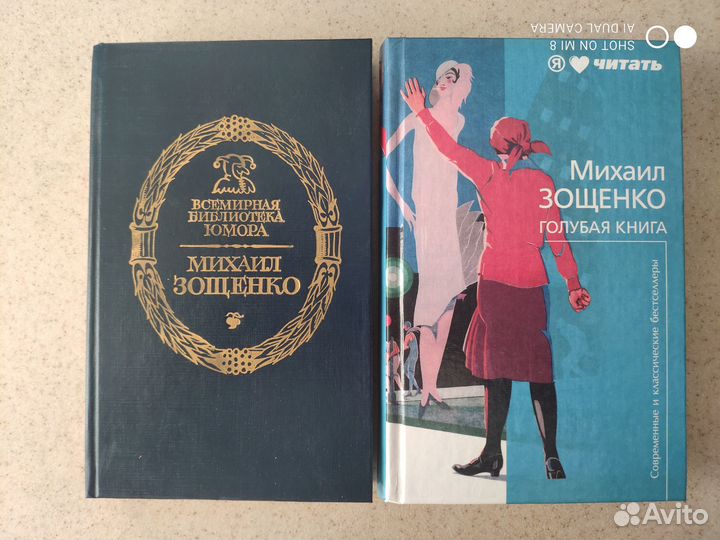 ВСЕМИРНАЯ
БИБЛИОТЕКА
ЮМОРА
МИХАИЛ
ЗОЩЕНКО
SHOT ON MI 8
AI DUAL CAMERA
Я ❤ читать
Михаил
ЗОЩЕНКО
ГОЛУБАЯ КНИГА
Современные и классические бестселлеры
Avito